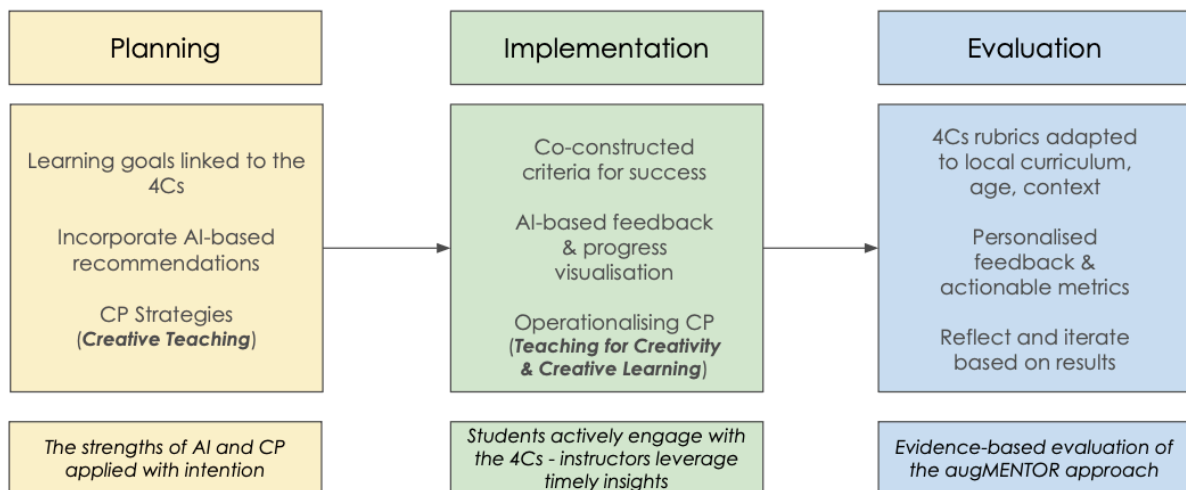 Planning
Learning goals linked to the
4Cs
Incorporate AI-based
recommendations
CP Strategies
(Creative Teaching)
The strengths of AI and CP
applied with intention
Implementation
Co-constructed
criteria for success
AI-based feedback
& progress
visualisation
Operationalising CP
(Teaching for Creativity
& Creative Learning)
Students actively engage with
the 4Cs - instructors leverage
timely insights
Evaluation
4Cs rubrics adapted
to local curriculum,
age, context
Personalised
feedback &
actionable metrics
Reflect and iterate
based on results
Evidence-based evaluation of
the augMENTOR approach